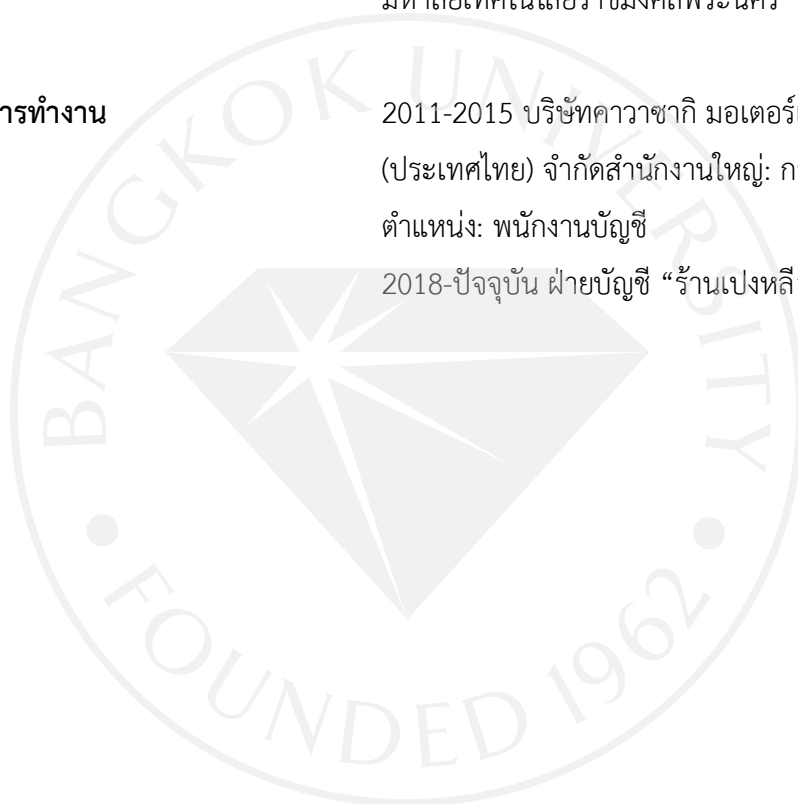 การทำงาน 2011-2015 บริษัทคาวาซากิ มอเตอร์
(ประเทศไทย) จำกัดสำนักงานใหญ่:
ตำแหน่ง: พนักงานบัญชี
2018-ปัจจุบัน ฝ่ายบัญชี “ร้านเปงหลี
BANGKOK UNIVERSITY
FOUNDED 1962